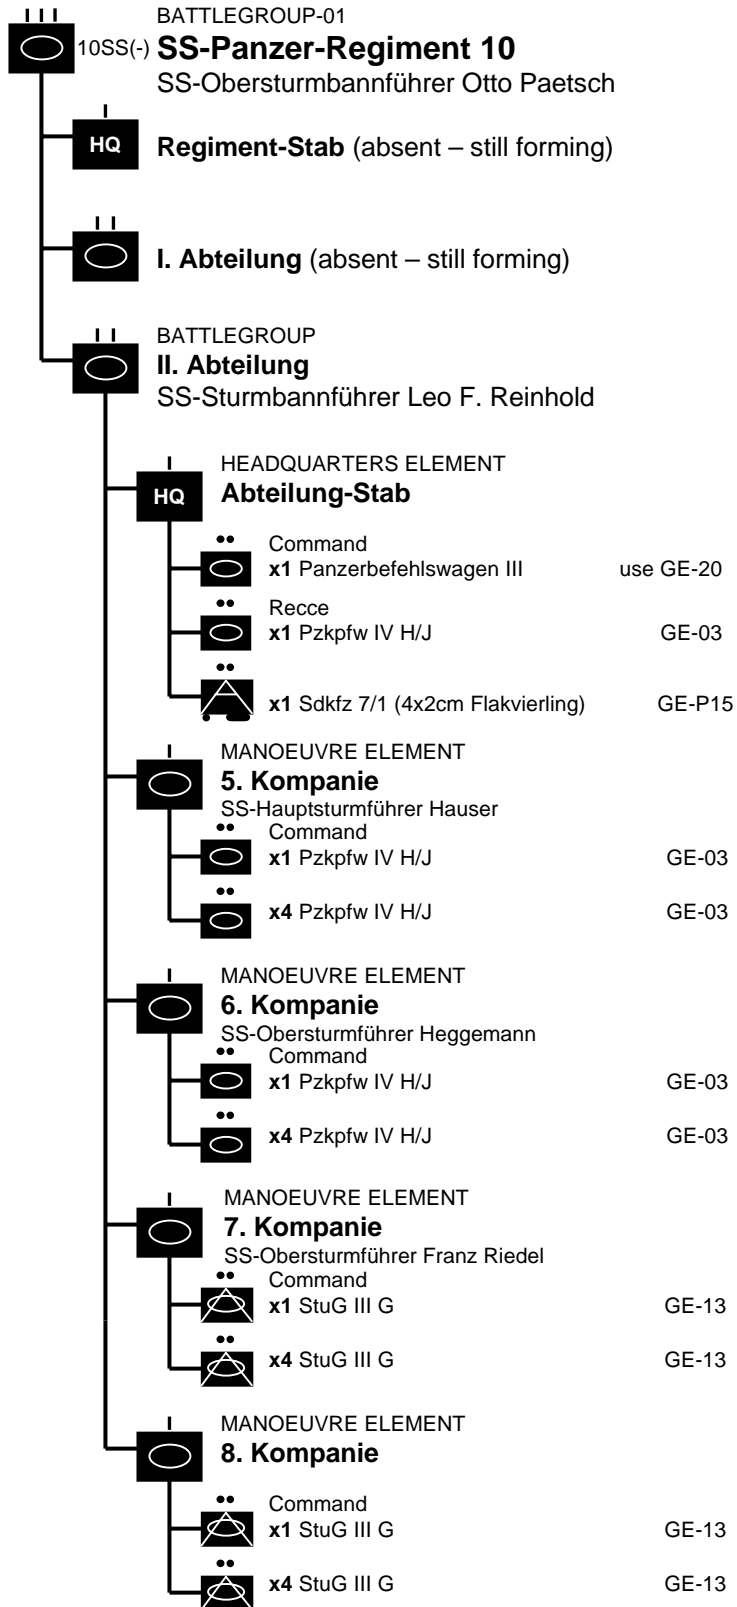 BATTLEGROUP-01
10SS(-) SS-Panzer-Regiment 10
SS-Obersturmbannführer Otto Paetsch
HQ Regiment-Stab (absent – still forming)
I. Abteilung (absent – still forming)
BATTLEGROUP
II. Abteilung
SS-Sturmbannführer Leo F. Reinhold
HEADQUARTERS ELEMENT
HQ Abteilung-Stab
Command
x1 Panzerbefehlswagen III use GE-20
Recce
x1 Pzkpfw IV H/J GE-03
x1 Sdkfz 7/1 (4x2cm Flakvierling) GE-P15
MANOEUVRE ELEMENT
5. Kompanie
SS-Hauptsturmführer Hauser
Command
x1 Pzkpfw IV H/J GE-03
x4 Pzkpfw IV H/J GE-03
MANOEUVRE ELEMENT
6. Kompanie
SS-Obersturmführer Heggemann
Command
x1 Pzkpfw IV H/J GE-03
x4 Pzkpfw IV H/J GE-03
MANOEUVRE ELEMENT
7. Kompanie
SS-Obersturmführer Franz Riedel
Command
x1 StuG III G GE-13
x4 StuG III G GE-13
MANOEUVRE ELEMENT
8. Kompanie
Command
x1 StuG III G GE-13
x4 StuG III G GE-13